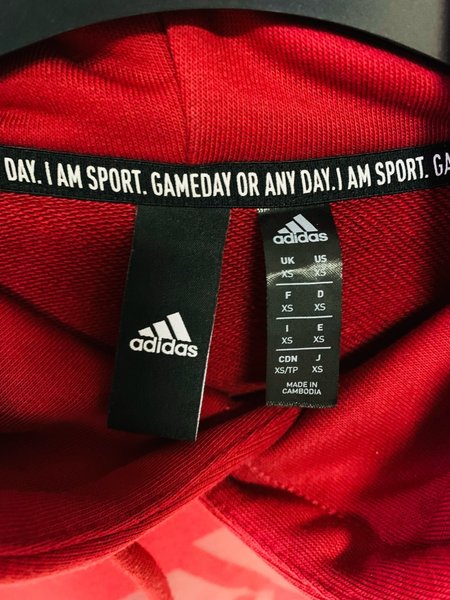 DAY. I AM SPORT. GAMEDAY OR ANY DAY. I AM SPORT. GA
adidas
adidas
UK US
XS XS
F D
XS XS
I E
XS XS
CDN J
XS/TP XS
MADE IN
CAMBODIA